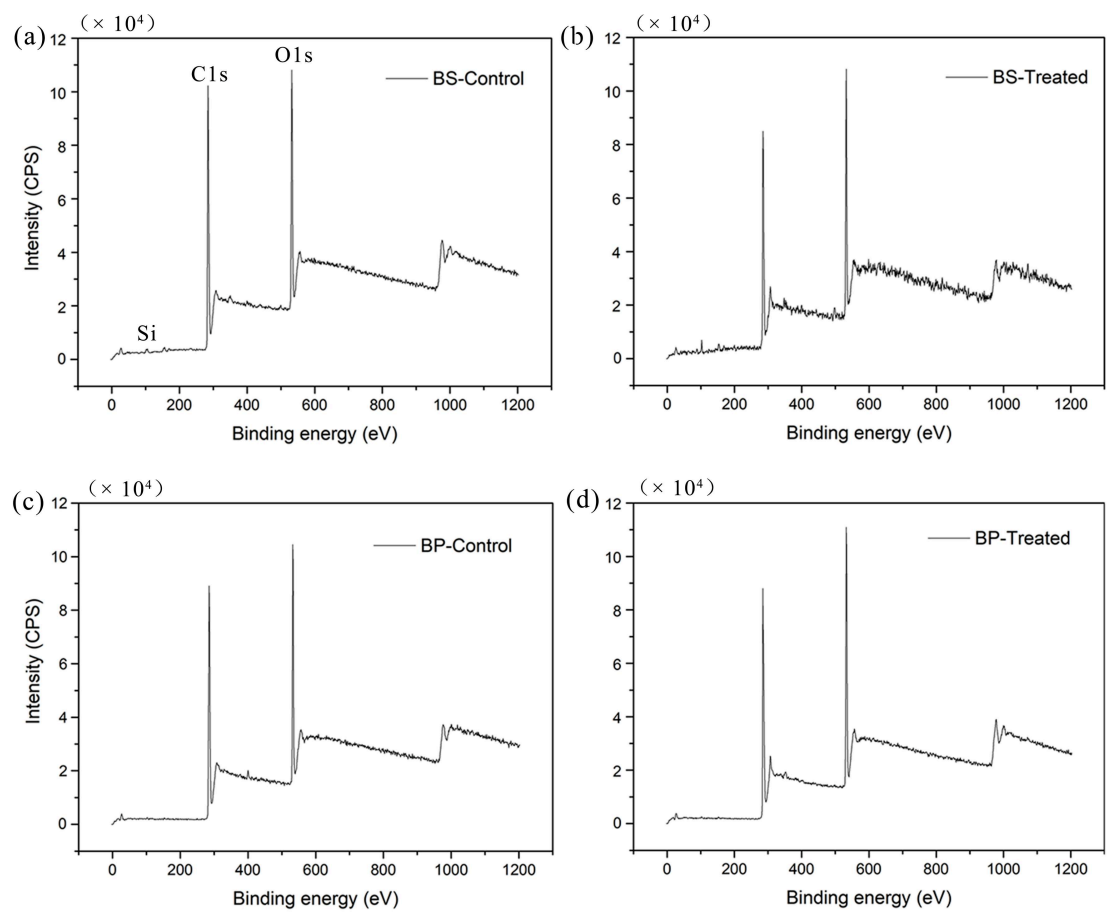 (a)
（× 10⁴）
12
10
8
6
4
2
0
Intensity (CPS)
C1s
O1s
Si
BS-Control
0 200 400 600 800 1000 1200
Binding energy (eV)
(b)
（× 10⁴）
12
10
8
6
4
2
0
BS-Treated
0 200 400 600 800 1000 1200
Binding energy (eV)
(c)
（× 10⁴）
12
10
8
6
4
2
0
Intensity (CPS)
BP-Control
0 200 400 600 800 1000 1200
Binding energy (eV)
(d)
（× 10⁴）
12
10
8
6
4
2
0
BP-Treated
0 200 400 600 800 1000 1200
Binding energy (eV)